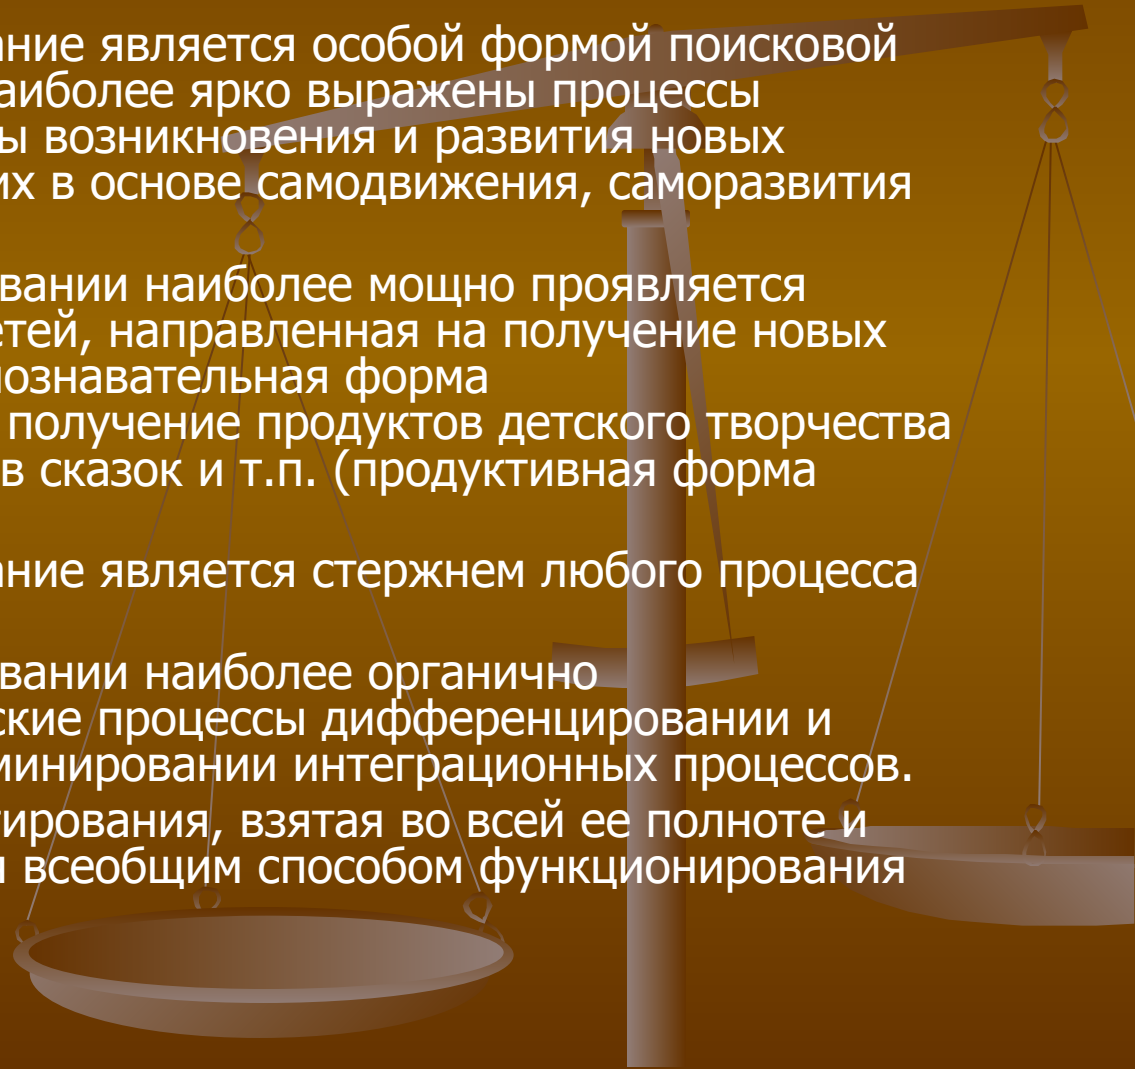 ание является особой формой поисковой
аиболее ярко выражены процессы
ы возникновения и развития новых
их в основе самодвижения, саморазвития
вании наиболее мощно проявляется
етей, направленная на получение новых
познавательная форма
получение продуктов детского творчества
в сказок и т.п. (продуктивная форма
ание является стержнем любого процесса
вании наиболее органично
ские процессы дифференцировании и
минировании интеграционных процессов.
тирования, взятая во всей ее полноте и
я всеобщим способом функционирования